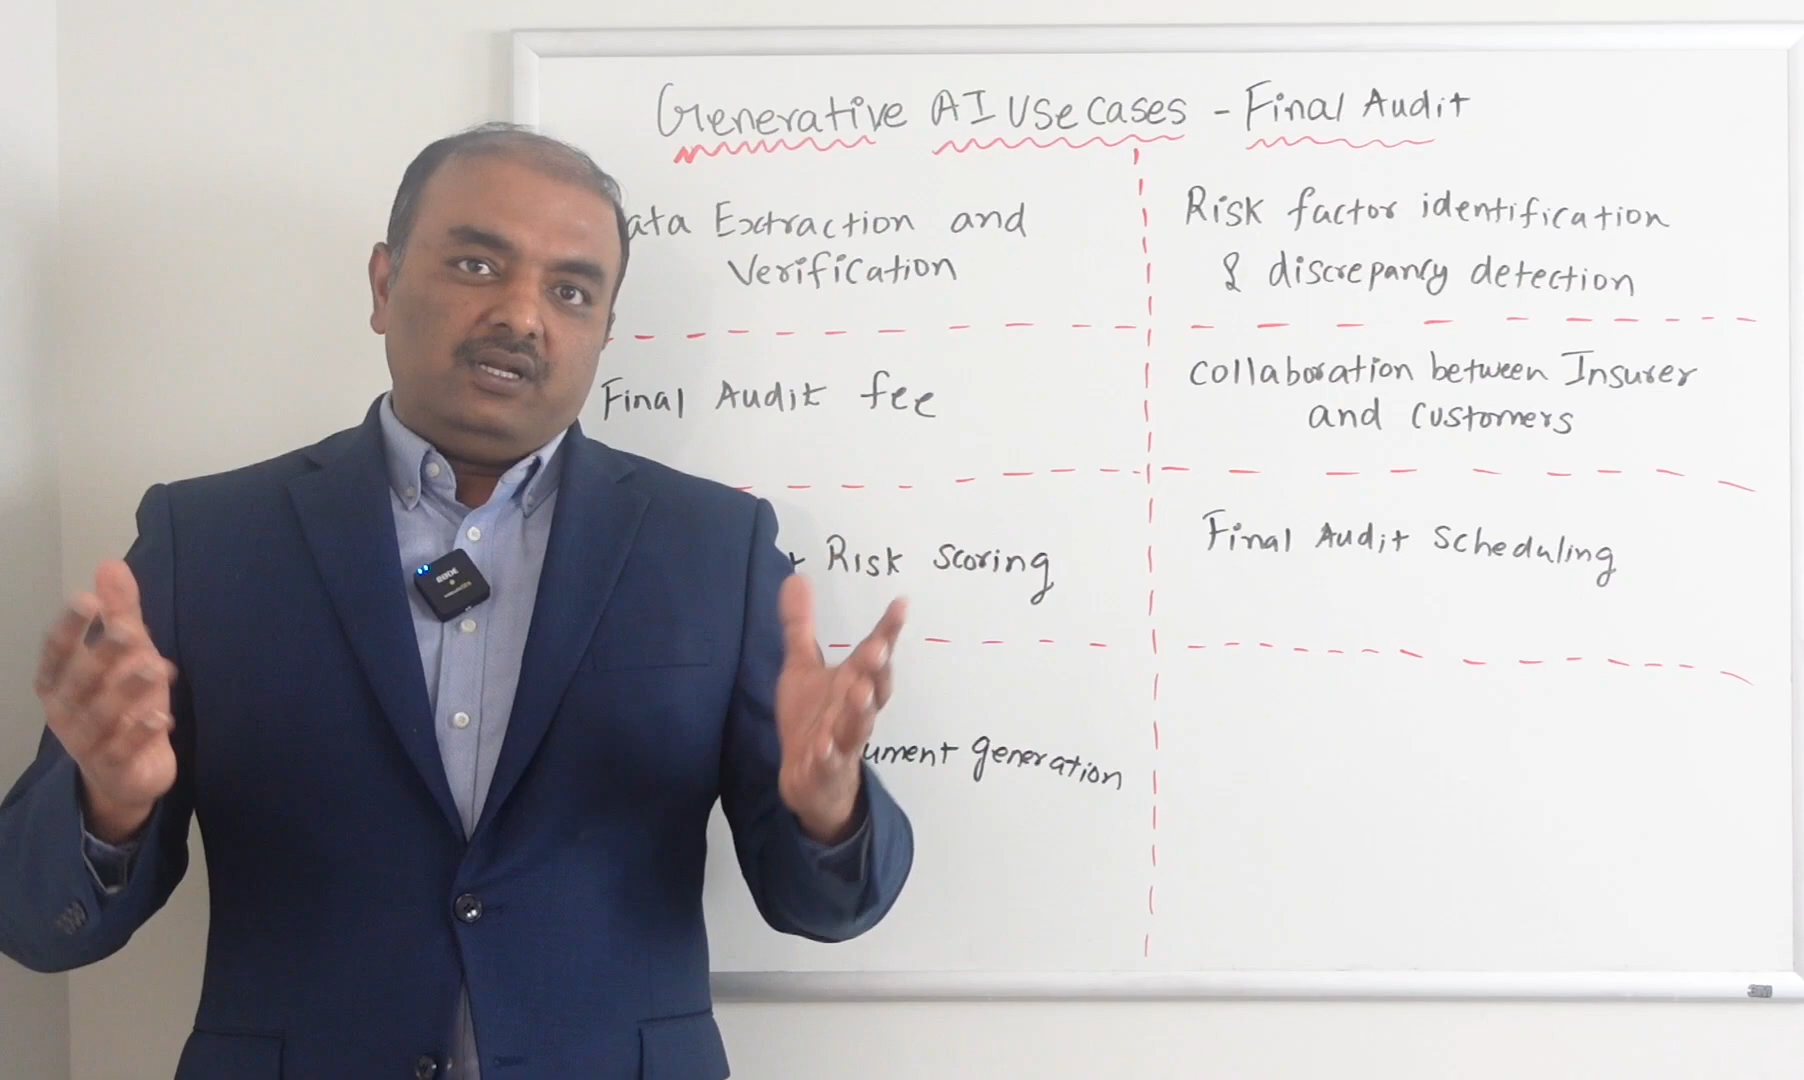 Generative AI Use Cases - Final Audit
ata Extraction and
Verification
Risk factor identification
& discrepancy detection
Final Audit fee
Collaboration between Insurer
and Customers
Risk Scoring
Final Audit Scheduling
ument generation
RØDE